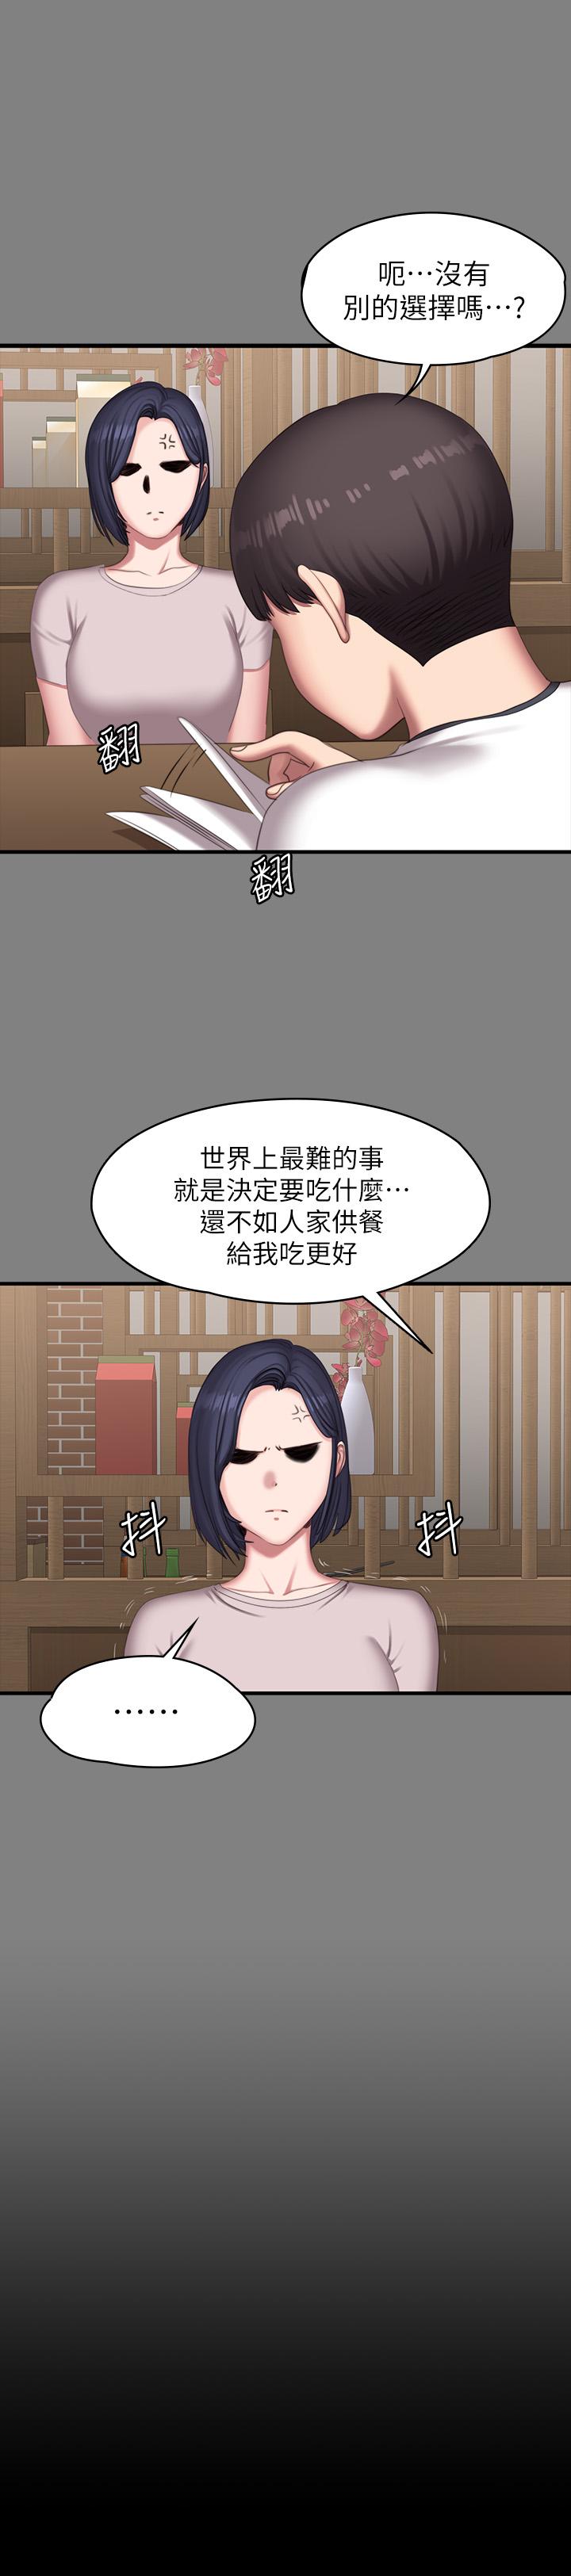 呃⋯沒有
別的選擇嗎⋯?
翻
翻
世界上最難的事
就是決定要吃什麼⋯
還不如人家供餐
給我吃更好
抖
抖
⋯⋯